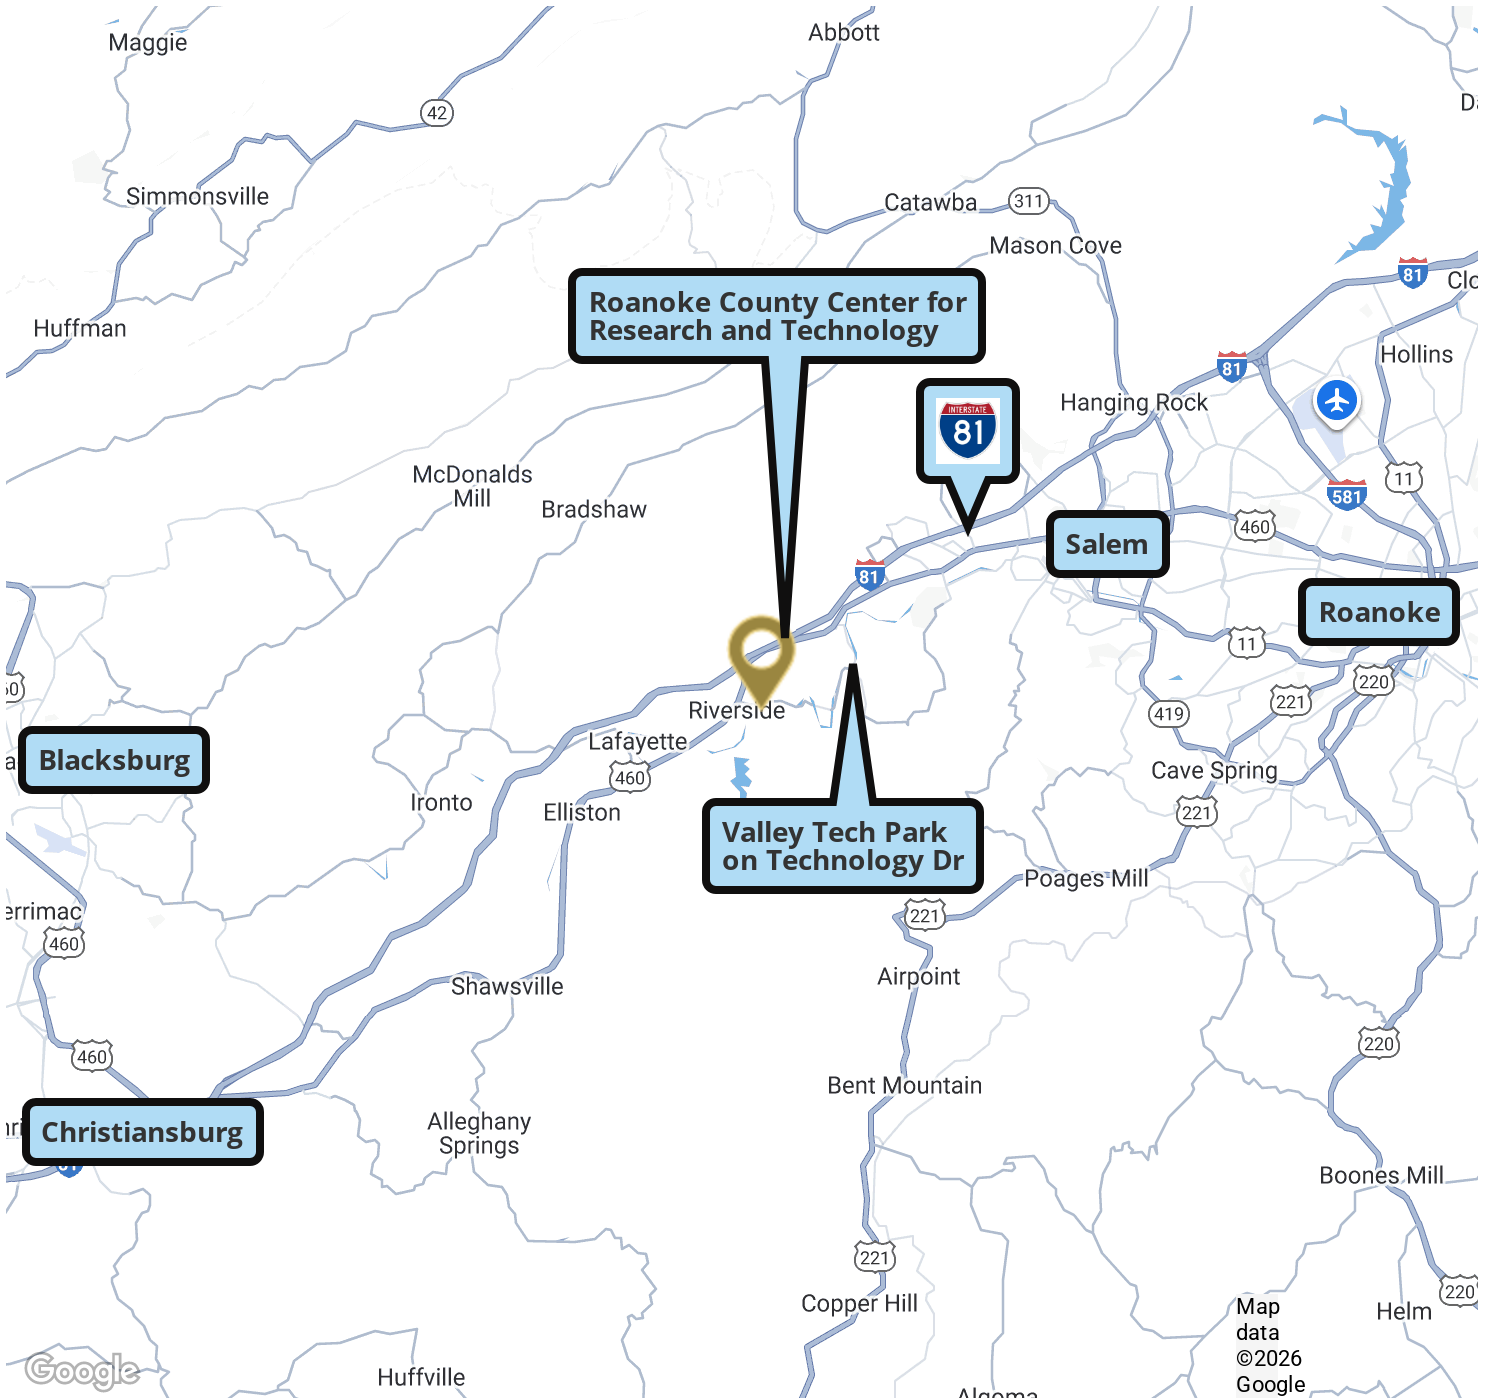 Maggie
Abbott
42
Simmonsville
Catawba
311
Mason Cove
81
Huffman
Roanoke County Center for
Research and Technology
Hollins
81
Hanging Rock
INTERSTATE
81
McDonalds
Mill
Bradshaw
11
581
460
Salem
81
Roanoke
11
220
221
Riverside
419
Lafayette
Blacksburg
460
Cave Spring
Ironto
Elliston
221
Valley Tech Park
on Technology Dr
Poages Mill
errimac
221
460
Airpoint
Shawsville
460
220
Bent Mountain
Alleghany
Springs
Christiansburg
81
Boones Mill
221
220
Copper Hill
Helm
Map
data
©2026
Google
Google
Huffville
Algoma